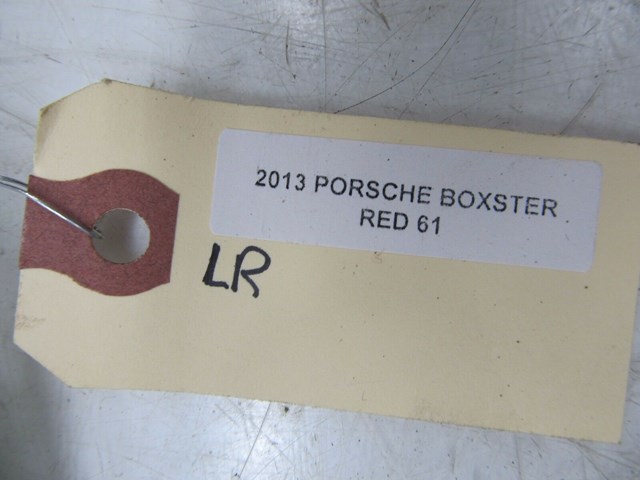 2013 PORSCHE BOXSTER
RED 61
LR